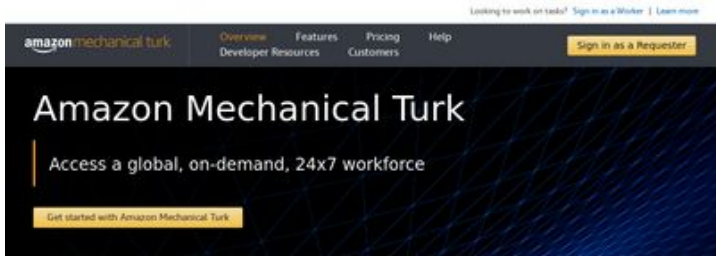 Looking to work on tasks? Sign in as a Worker | Learn more
amazon mechanical turk
Overview Features Pricing Help
Developer Resources Customers
Sign in as a Requester
Amazon Mechanical Turk
Access a global, on-demand, 24x7 workforce
Get started with Amazon Mechanical Turk